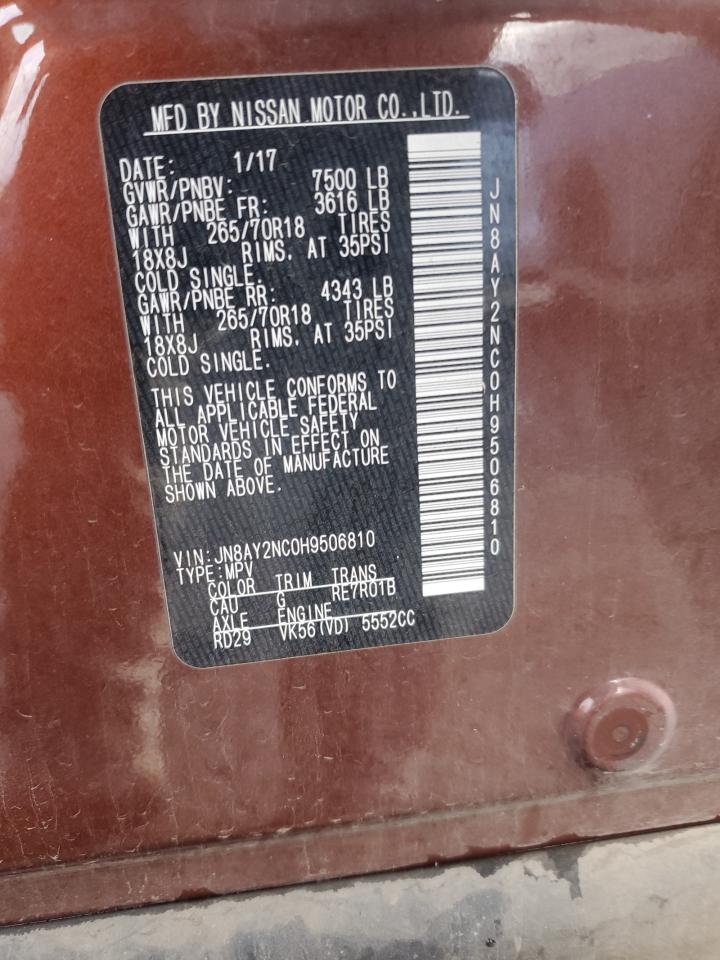 MFD BY NISSAN MOTOR CO.,LTD.
DATE: 1/17
GVWR/PNBV: 7500 LB
GAWR/PNBE FR: 3616 LB
WITH 265/70R18 TIRES
18X8J RIMS, AT 35PSI
COLD SINGLE.
GAWR/PNBE RR: 4343 LB
WITH 265/70R18 TIRES
18X8J RIMS, AT 35PSI
COLD SINGLE.
THIS VEHICLE CONFORMS TO
ALL APPLICABLE FEDERAL
MOTOR VEHICLE SAFETY
STANDARDS IN EFFECT ON
THE DATE OF MANUFACTURE
SHOWN ABOVE.
VIN:JN8AY2NC0H9506810
TYPE:MPV
COLOR TRIM TRANS
CAU G RE7R01B
AXLE ENGINE
RD29 VK56(VD) 5552CC
JN8AY2NC0H9506810